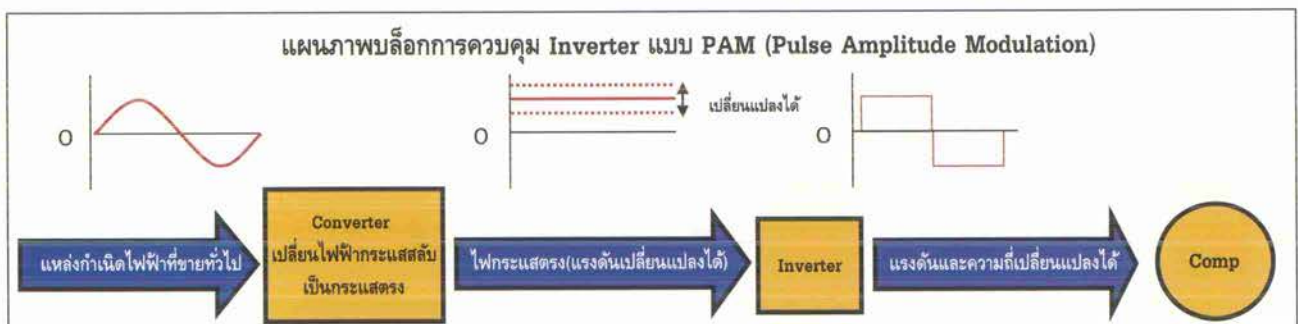 แผนภาพบล็อกการควบคุม Inverter แบบ PAM (Pulse Amplitude Modulation)
O
O
เปลี่ยนแปลงได้
O
แหล่งกำเนิดไฟฟ้าที่ขายทั่วไป
Converter
เปลี่ยนไฟฟ้ากระแสสลับ
เป็นกระแสตรง
ไฟกระแสตรง(แรงดันเปลี่ยนแปลงได้)
Inverter
แรงดันและความถี่เปลี่ยนแปลงได้
Comp